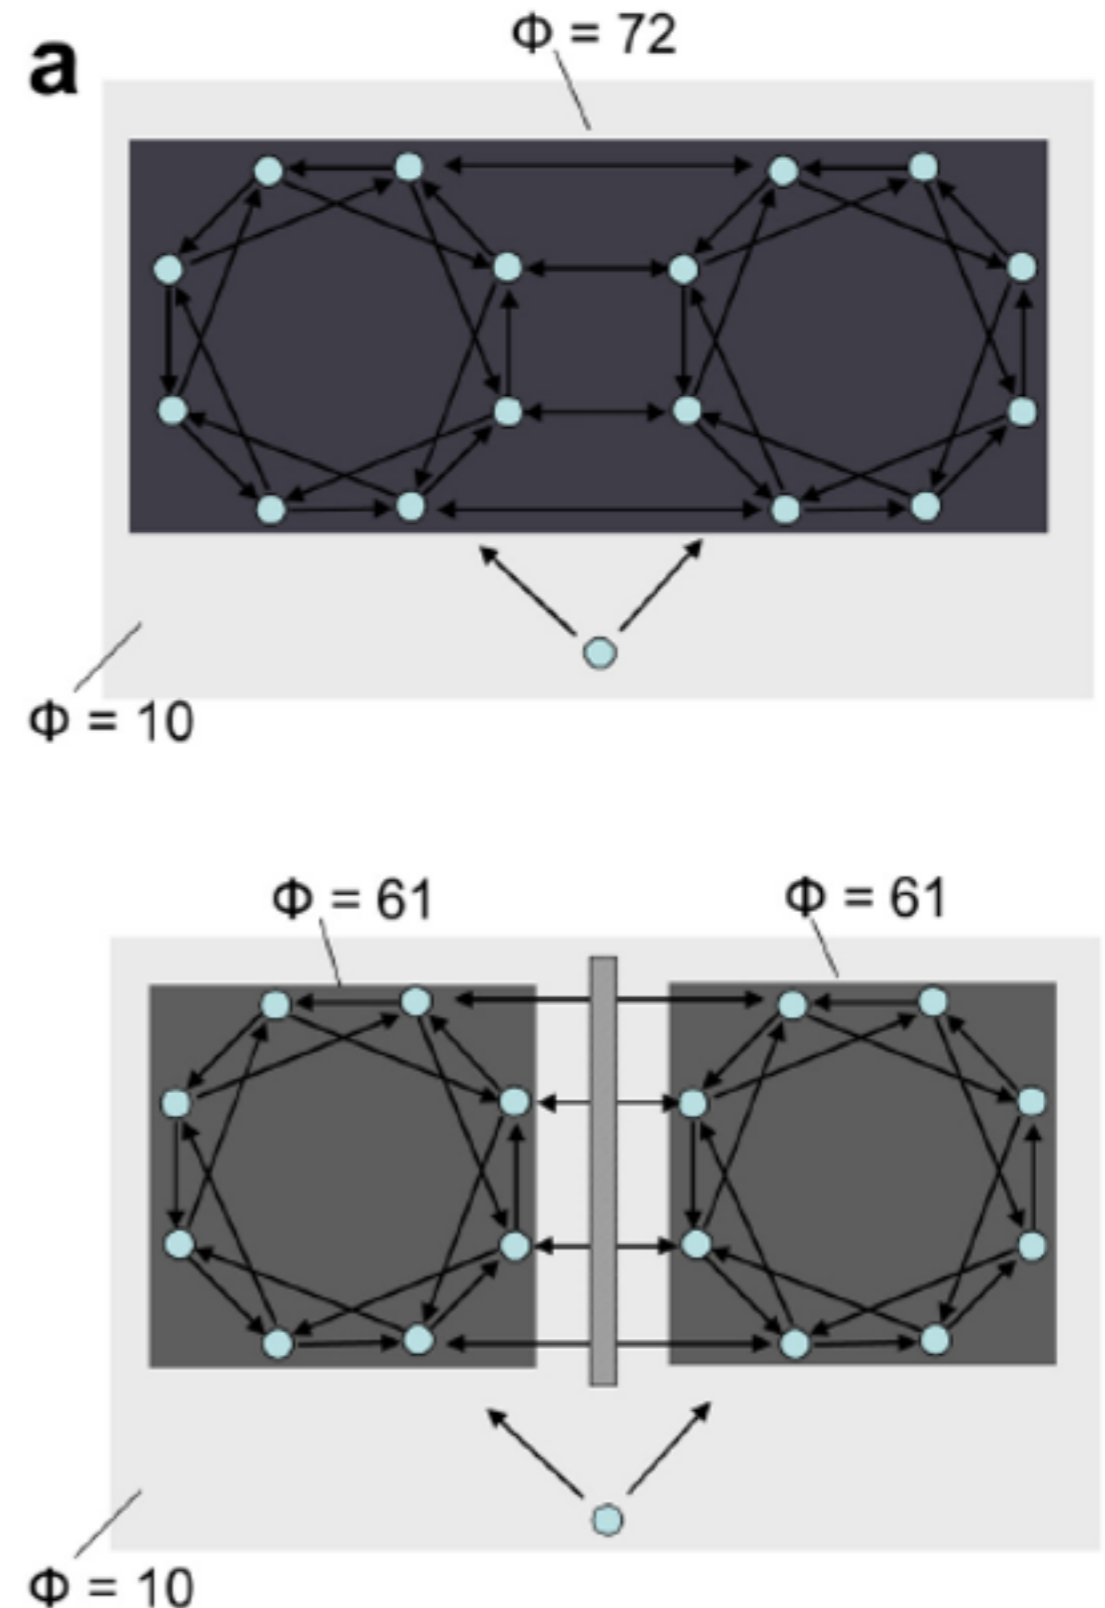 a
Φ = 72
Φ = 10
Φ = 61
Φ = 61
Φ = 10